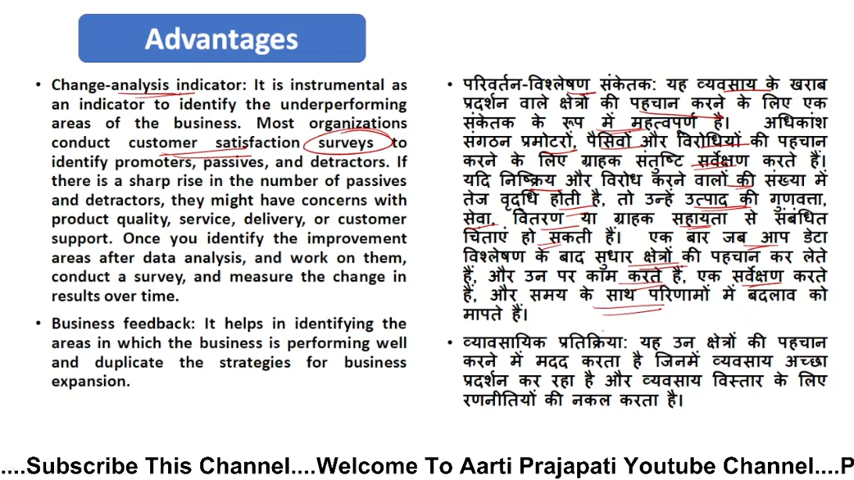 Advantages
• Change-analysis indicator: It is instrumental as
an indicator to identify the underperforming
areas of the business. Most organizations
conduct customer satisfaction surveys to
identify promoters, passives, and detractors. If
there is a sharp rise in the number of passives
and detractors, they might have concerns with
product quality, service, delivery, or customer
support. Once you identify the improvement
areas after data analysis, and work on them,
conduct a survey, and measure the change in
results over time.
• Business feedback: It helps in identifying the
areas in which the business is performing well
and duplicate the strategies for business
expansion.
• परिवर्तन-विश्लेषण संकेतक: यह व्यवसाय के खराब
प्रदर्शन वाले क्षेत्रों की पहचान करने के लिए एक
संकेतक के रूप में महत्वपूर्ण है। अधिकांश
संगठन प्रमोटरों, पैसिवों और विरोधियों की पहचान
करने के लिए ग्राहक संतुष्टि सर्वेक्षण करते हैं।
यदि निष्क्रिय और विरोध करने वालों की संख्या में
तेज वृद्धि होती है, तो उन्हें उत्पाद की गुणवत्ता,
सेवा, वितरण या ग्राहक सहायता से संबंधित
चिंताएं हो सकती हैं। एक बार जब आप डेटा
विश्लेषण के बाद सुधार क्षेत्रों की पहचान कर लेते
हैं, और उन पर काम करते हैं, एक सर्वेक्षण करते
हैं, और समय के साथ परिणामों में बदलाव को
मापते हैं।
• व्यावसायिक प्रतिक्रिया: यह उन क्षेत्रों की पहचान
करने में मदद करता है जिनमें व्यवसाय अच्छा
प्रदर्शन कर रहा है और व्यवसाय विस्तार के लिए
रणनीतियों की नकल करता है।
....Subscribe This Channel....Welcome To Aarti Prajapati Youtube Channel....P